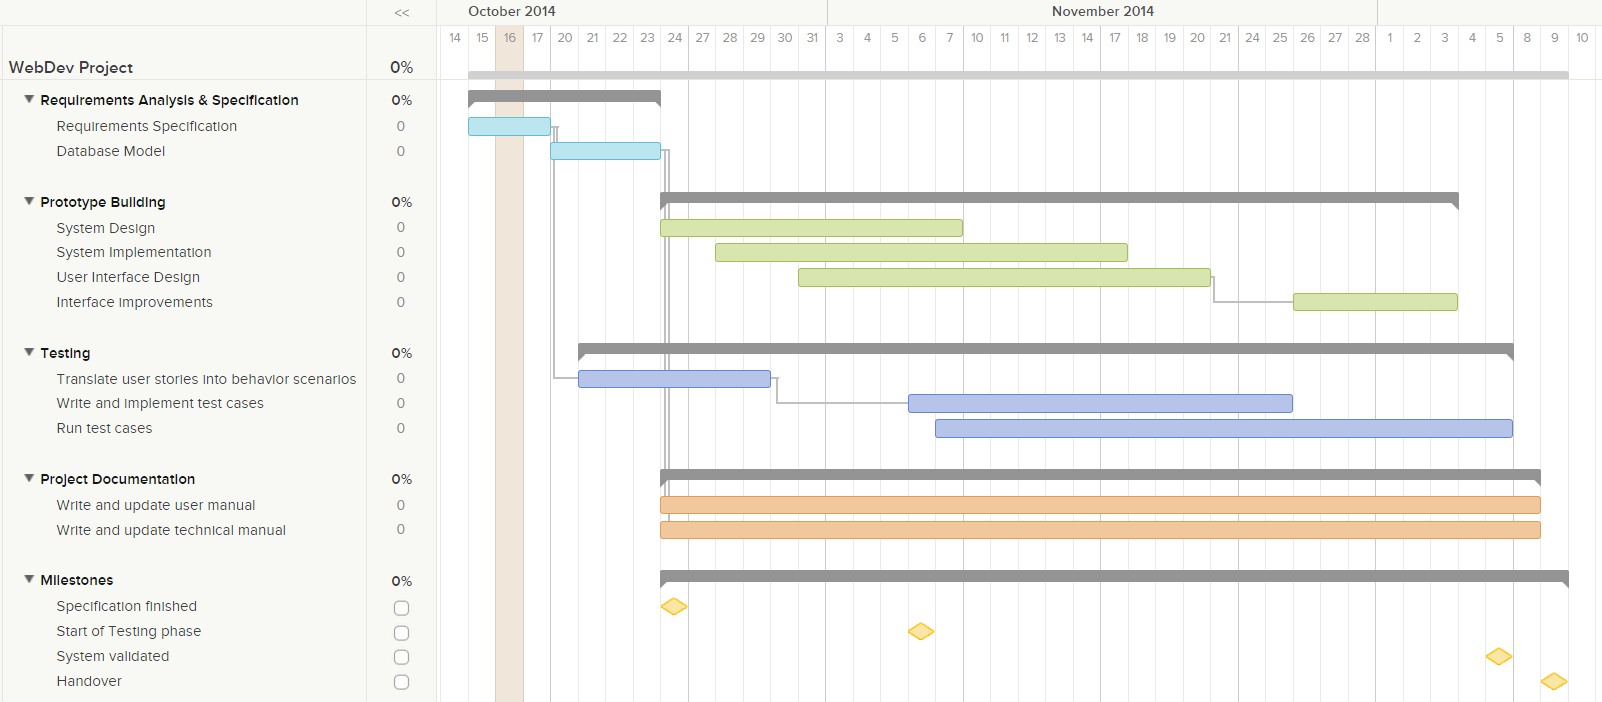 << October 2014 November 2014
14 15 16 17 20 21 22 23 24 27 28 29 30 31 3 4 5 6 7 10 11 12 13 14 17 18 19 20 21 24 25 26 27 28 1 2 3 4 5 8 9 10
WebDev Project 0%
Requirements Analysis & Specification 0%
Requirements Specification 0
Database Model 0
Prototype Building 0%
System Design 0
System Implementation 0
User Interface Design 0
Interface improvements 0
Testing 0%
Translate user stories into behavior scenarios 0
Write and implement test cases 0
Run test cases 0
Project Documentation 0%
Write and update user manual 0
Write and update technical manual 0
Milestones 0%
Specification finished
Start of Testing phase
System validated
Handover